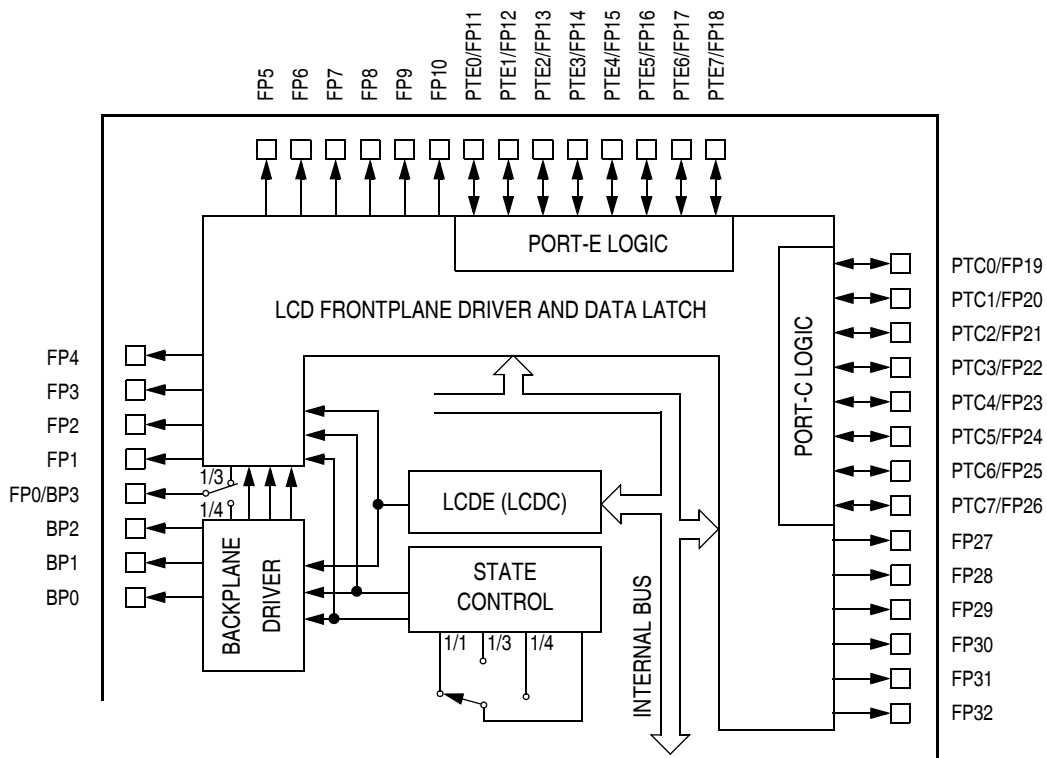 FP5
FP6
FP7
FP8
FP9
FP10
PTE0/FP11
PTE1/FP12
PTE2/FP13
PTE3/FP14
PTE4/FP15
PTE5/FP16
PTE6/FP17
PTE7/FP18
PORT-E LOGIC
LCD FRONTPLANE DRIVER AND DATA LATCH
PORT-C LOGIC
PTC0/FP19
PTC1/FP20
PTC2/FP21
PTC3/FP22
PTC4/FP23
PTC5/FP24
PTC6/FP25
PTC7/FP26
FP27
FP28
FP29
FP30
FP31
FP32
FP4
FP3
FP2
FP1
FP0/BP3
BP2
BP1
BP0
1/3
1/4
BACKPLANE
DRIVER
LCDE (LCDC)
STATE
CONTROL
1/1
1/3
1/4
INTERNAL BUS